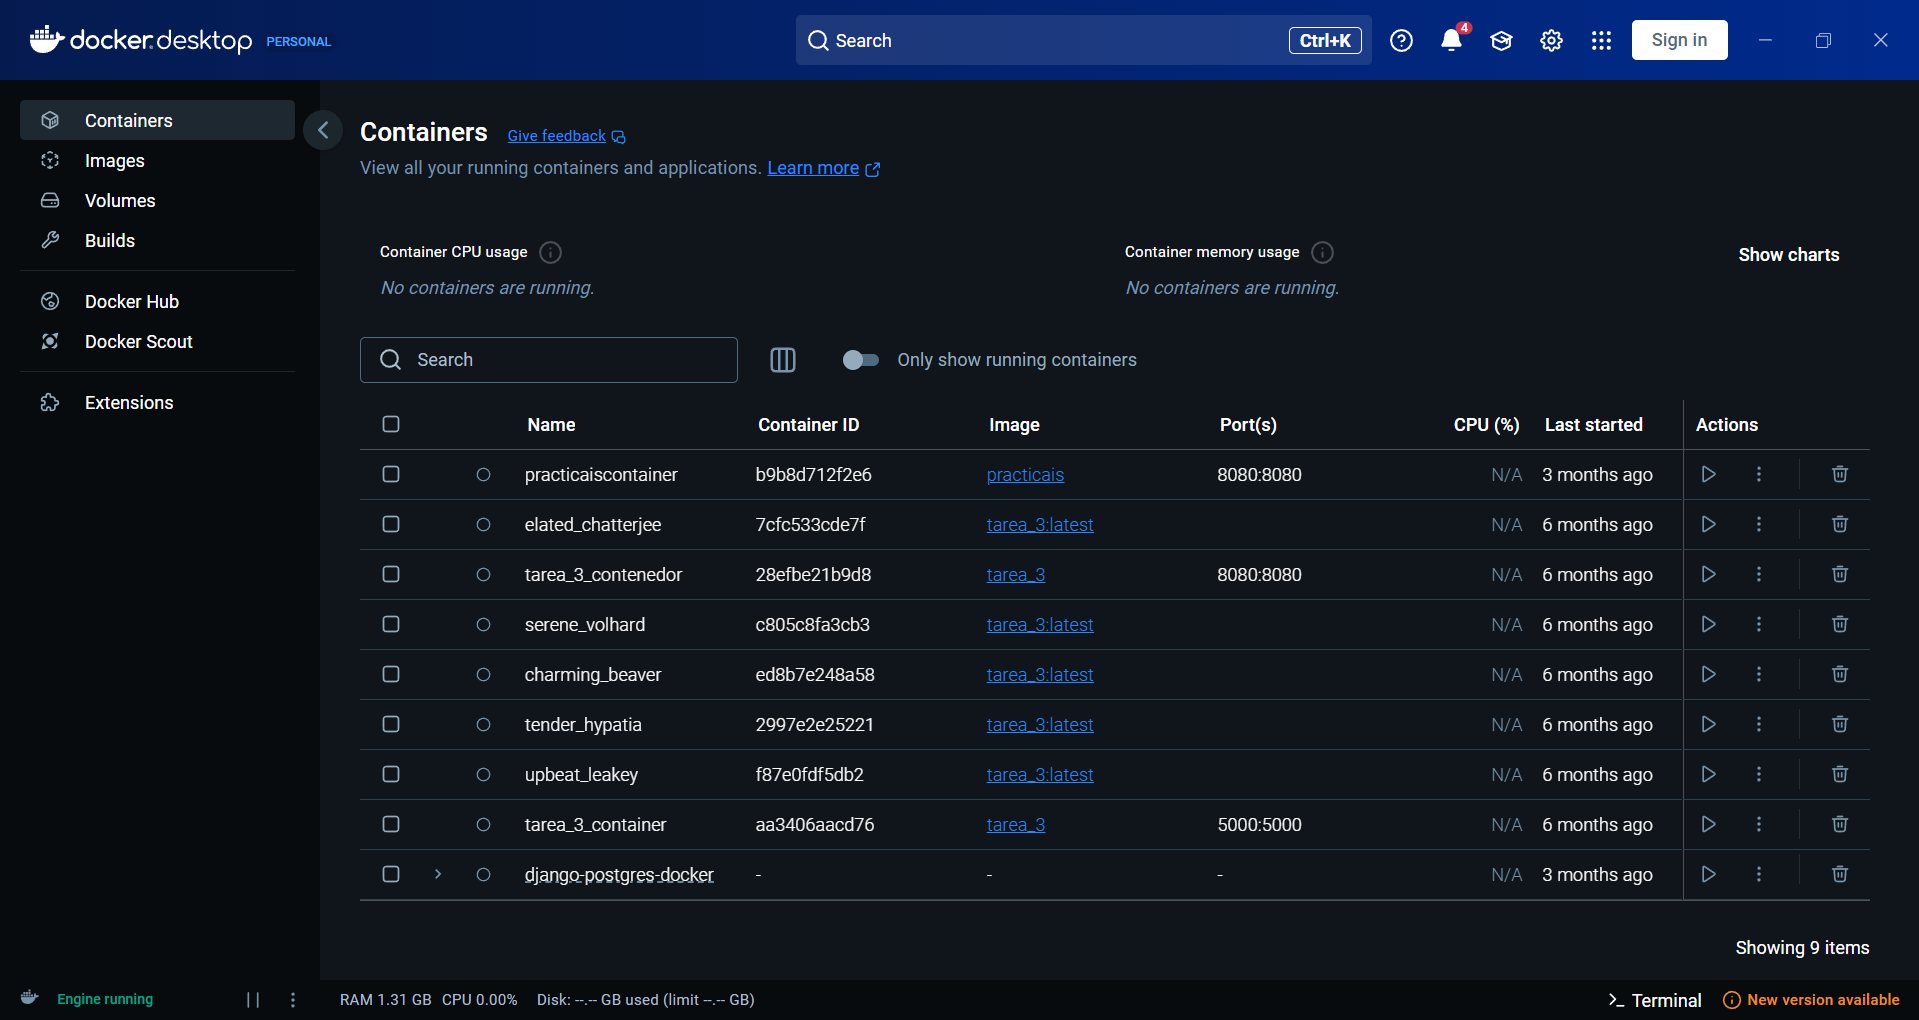 docker.desktop PERSONAL
Search Ctrl+K 4 Sign in
Containers
Images
Volumes
Builds
Docker Hub
Docker Scout
Extensions
Containers Give feedback
View all your running containers and applications. Learn more
Container CPU usage
No containers are running.
Container memory usage
No containers are running.
Show charts
Search Only show running containers
Name Container ID Image Port(s) CPU (%) Last started Actions
practicaiscontainer b9b8d712f2e6 practicais 8080:8080 N/A 3 months ago
elated_chatterjee 7cfc533cde7f tarea_3:latest N/A 6 months ago
tarea_3_contenedor 28efbe21b9d8 tarea_3 8080:8080 N/A 6 months ago
serene_volhard c805c8fa3cb3 tarea_3:latest N/A 6 months ago
charming_beaver ed8b7e248a58 tarea_3:latest N/A 6 months ago
tender_hypatia 2997e2e25221 tarea_3:latest N/A 6 months ago
upbeat_leakey f87e0fdf5db2 tarea_3:latest N/A 6 months ago
tarea_3_container aa3406aacd76 tarea_3 5000:5000 N/A 6 months ago
django-postgres-docker - - - N/A 3 months ago
Showing 9 items
Engine running RAM 1.31 GB CPU 0.00% Disk: --.-- GB used (limit --.-- GB) >_ Terminal New version available